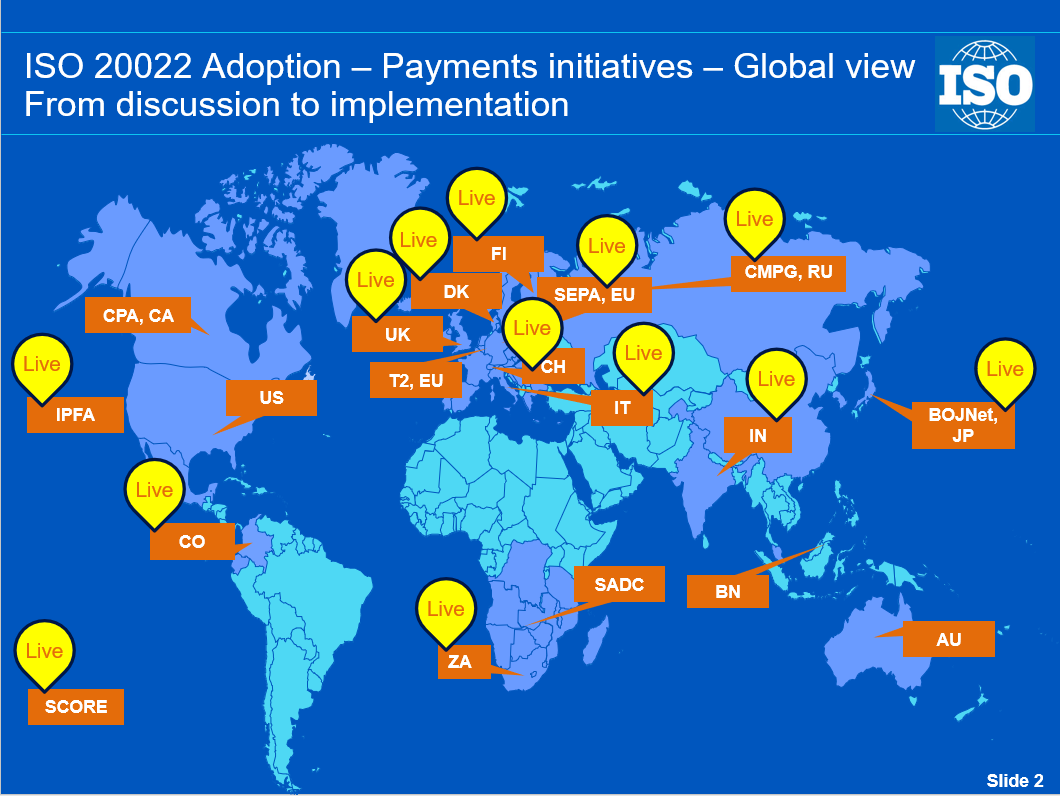 ISO 20022 Adoption – Payments initiatives – Global view
From discussion to implementation
ISO
Live
FI
Live
DK
Live
UK
Live
SEPA, EU
Live
CMPG, RU
CPA, CA
Live
IPFA
US
T2, EU
Live
CH
Live
IT
Live
IN
Live
BOJNet,
JP
Live
CO
SADC
BN
Live
ZA
AU
Live
SCORE
Slide 2